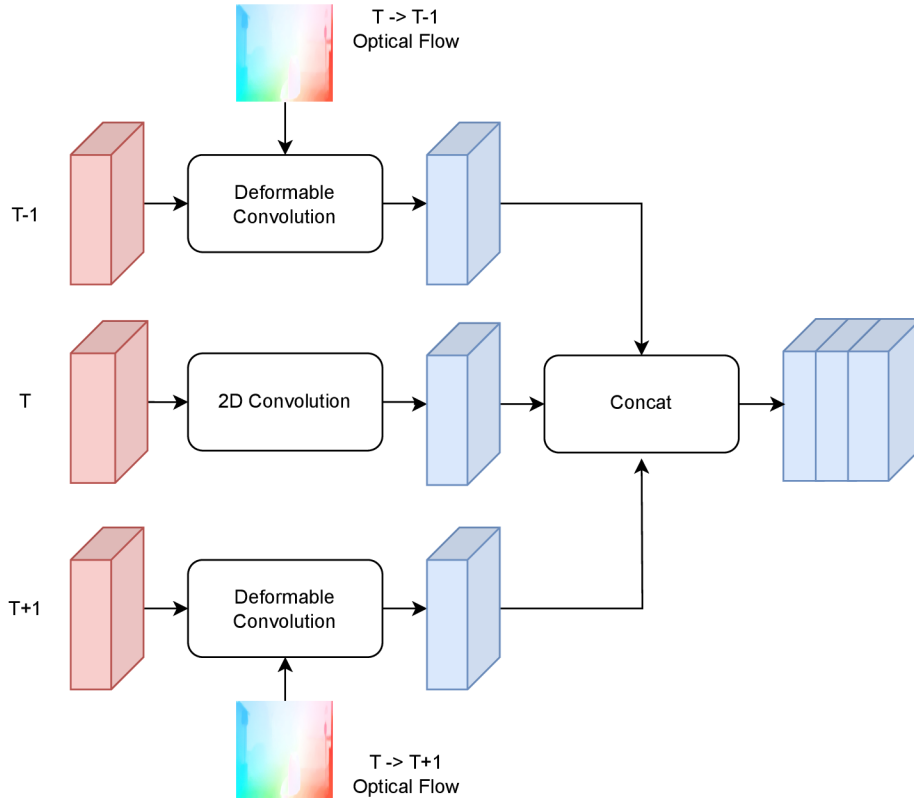 T -> T-1
Optical Flow
T-1
Deformable
Convolution
T
2D Convolution
Concat
T+1
Deformable
Convolution
T -> T+1
Optical Flow